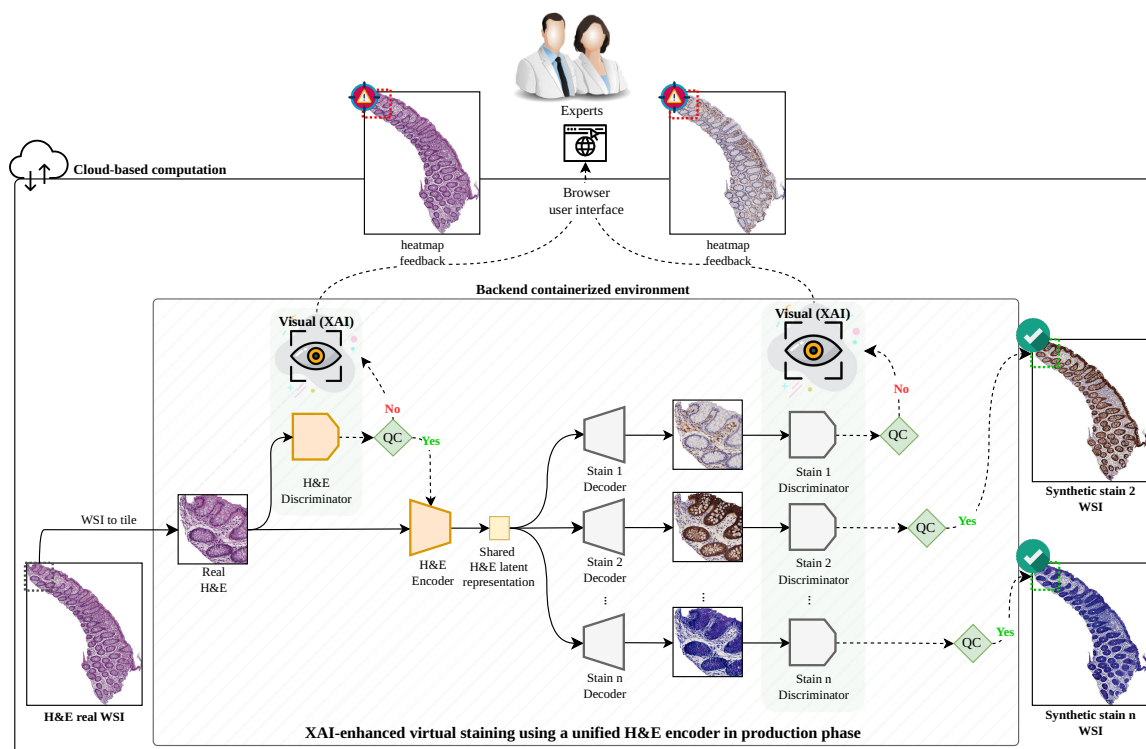 Experts
Cloud-based computation
Browser
user interface
heatmap
feedback
heatmap
feedback
Backend containerized environment
Visual (XAI)
Visual (XAI)
No
No
QC
Yes
QC
H&E
Discriminator
Stain 1
Decoder
Stain 1
Discriminator
Synthetic stain 2
WSI
WSI to tile
Real
H&E
H&E
Encoder
Shared
H&E latent
representation
Stain 2
Decoder
Stain 2
Discriminator
QC
Yes
...
...
...
Stain n
Decoder
Stain n
Discriminator
QC
Yes
H&E real WSI
Synthetic stain n
WSI
XAI-enhanced virtual staining using a unified H&E encoder in production phase